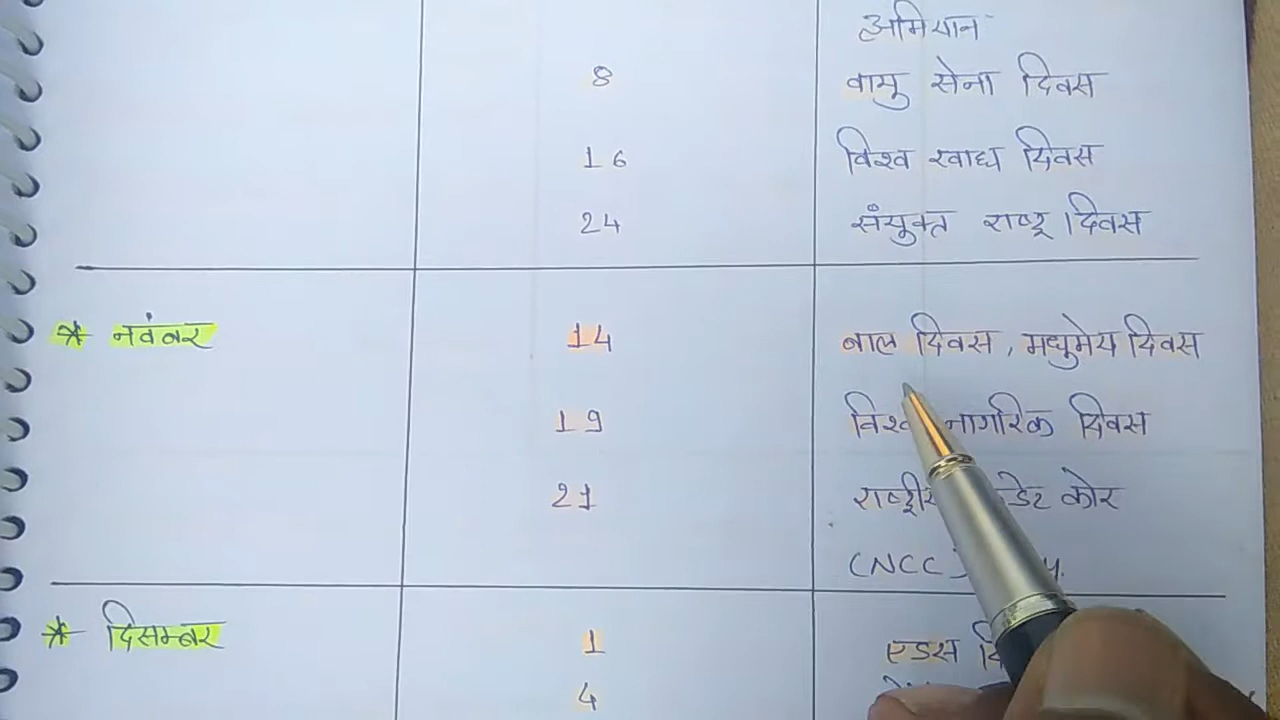 अभियान
8 वायु सेना दिवस
16 विश्व खाद्य दिवस
24 संयुक्त राष्ट्र दिवस
* नवंबर 14 बाल दिवस, मधुमेय दिवस
19 विश्व नागरिक दिवस
21 राष्ट्रीय कोर
(NCC)
* दिसम्बर 1 एडस
4